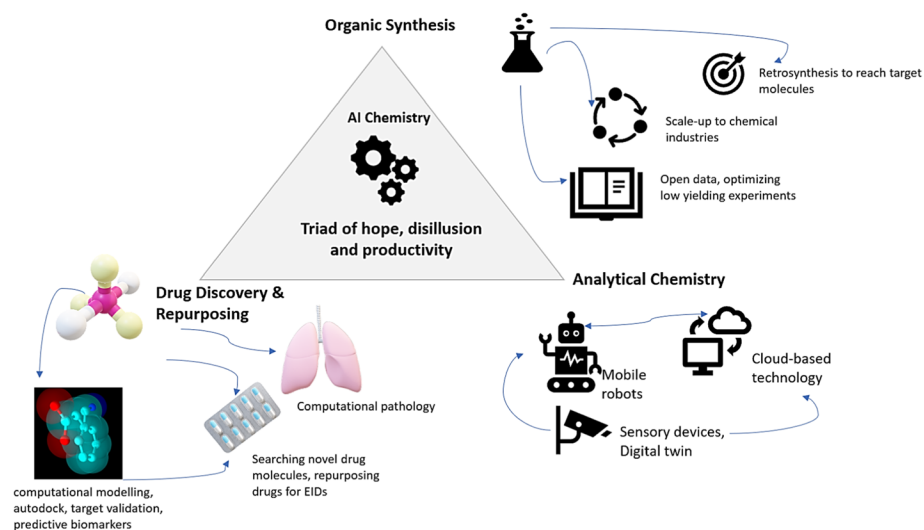 Organic Synthesis
Retrosynthesis to reach target
molecules
AI Chemistry
Scale-up to chemical
industries
Open data, optimizing
low yielding experiments
Triad of hope, disillusion
and productivity
Drug Discovery &
Repurposing
Analytical Chemistry
Computational pathology
Mobile
robots
Cloud-based
technology
Sensory devices,
Digital twin
Searching novel drug
molecules, repurposing
drugs for EIDs
computational modelling,
autodock, target validation,
predictive biomarkers